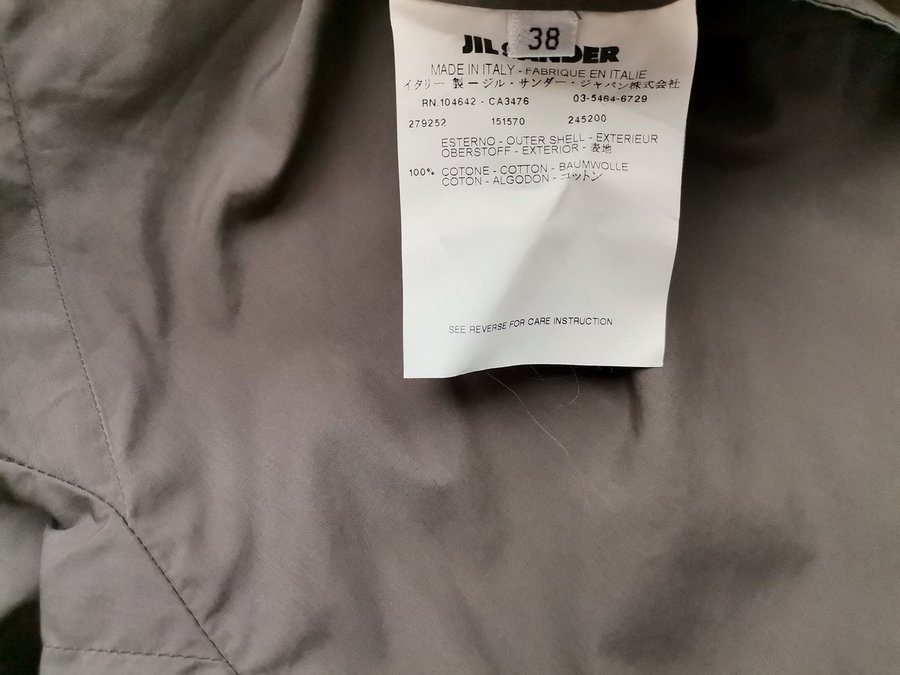 38
JIL SANDER
MADE IN ITALY - FABRIQUE EN ITALIE
イタリー 製 ージル・サンダー・ジャパン株式会社
RN.104642 - CA3476 03-5464-6729
279252 151570 245200
ESTERNO - OUTER SHELL - EXTERIEUR
OBERSTOFF - EXTERIOR - 表地
100% COTONE - COTTON - BAUMWOLLE
COTON - ALGODON - コットン
SEE REVERSE FOR CARE INSTRUCTION